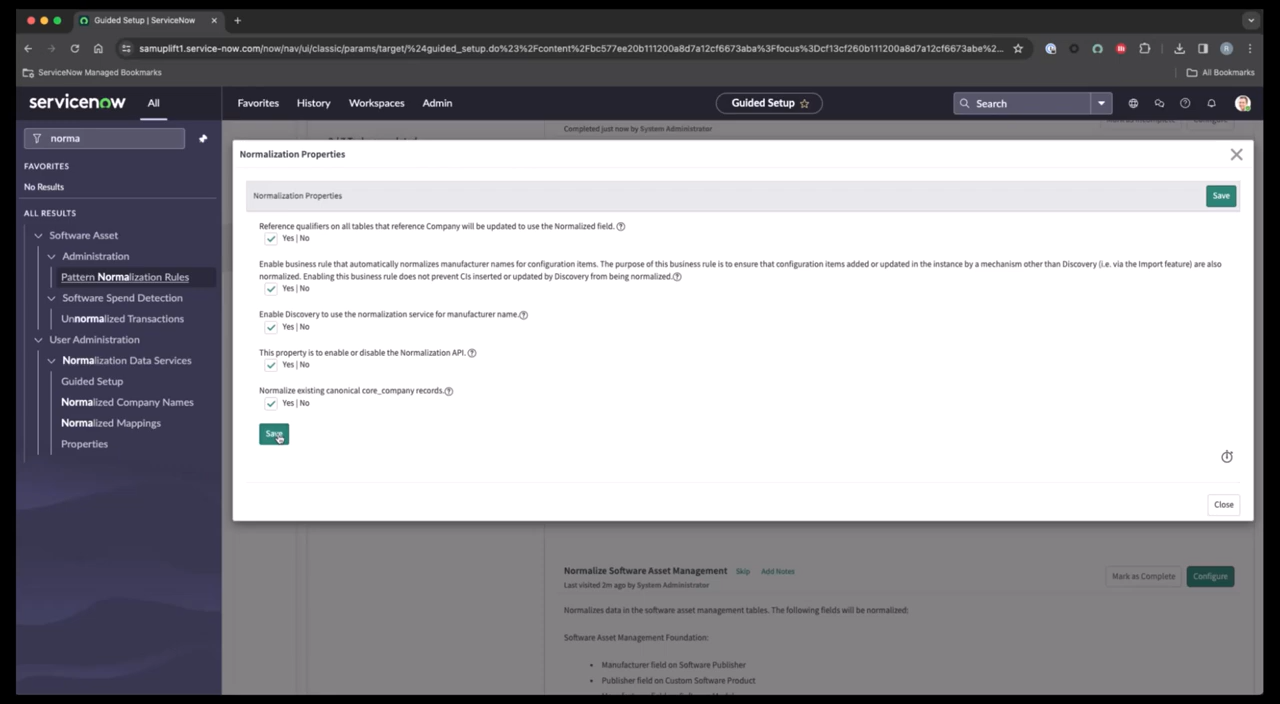 Guided Setup | ServiceNow
samuplift1.service-now.com/now/nav/ui/classic/params/target/%24guided_setup.do%23%2Fcontent%2Fbc577ee20b111200a8d7a12cf6673aba%3Ffocus%3Dcf13cf260b111200a8d7a12cf6673abe%2...
ServiceNow Managed Bookmarks
All Bookmarks
servicenow All Favorites History Workspaces Admin Guided Setup Search
norma
FAVORITES
No Results
ALL RESULTS
Software Asset
Administration
Pattern Normalization Rules
Software Spend Detection
Unnormalized Transactions
User Administration
Normalization Data Services
Guided Setup
Normalized Company Names
Normalized Mappings
Properties
Completed just now by System Administrator
Normalization Properties
Normalization Properties Save
Reference qualifiers on all tables that reference Company will be updated to use the Normalized field.
Yes | No
Enable business rule that automatically normalizes manufacturer names for configuration items. The purpose of this business rule is to ensure that configuration items added or updated in the instance by a mechanism other than Discovery (i.e. via the Import feature) are also
normalized. Enabling this business rule does not prevent CIs inserted or updated by Discovery from being normalized.
Yes | No
Enable Discovery to use the normalization service for manufacturer name.
Yes | No
This property is to enable or disable the Normalization API.
Yes | No
Normalize existing canonical core_company records.
Yes | No
Save
Close
Normalize Software Asset Management Skip Add Notes
Last visited 2m ago by System Administrator
Mark as Complete Configure
Normalizes data in the software asset management tables. The following fields will be normalized:
Software Asset Management Foundation:
• Manufacturer field on Software Publisher
• Publisher field on Custom Software Product